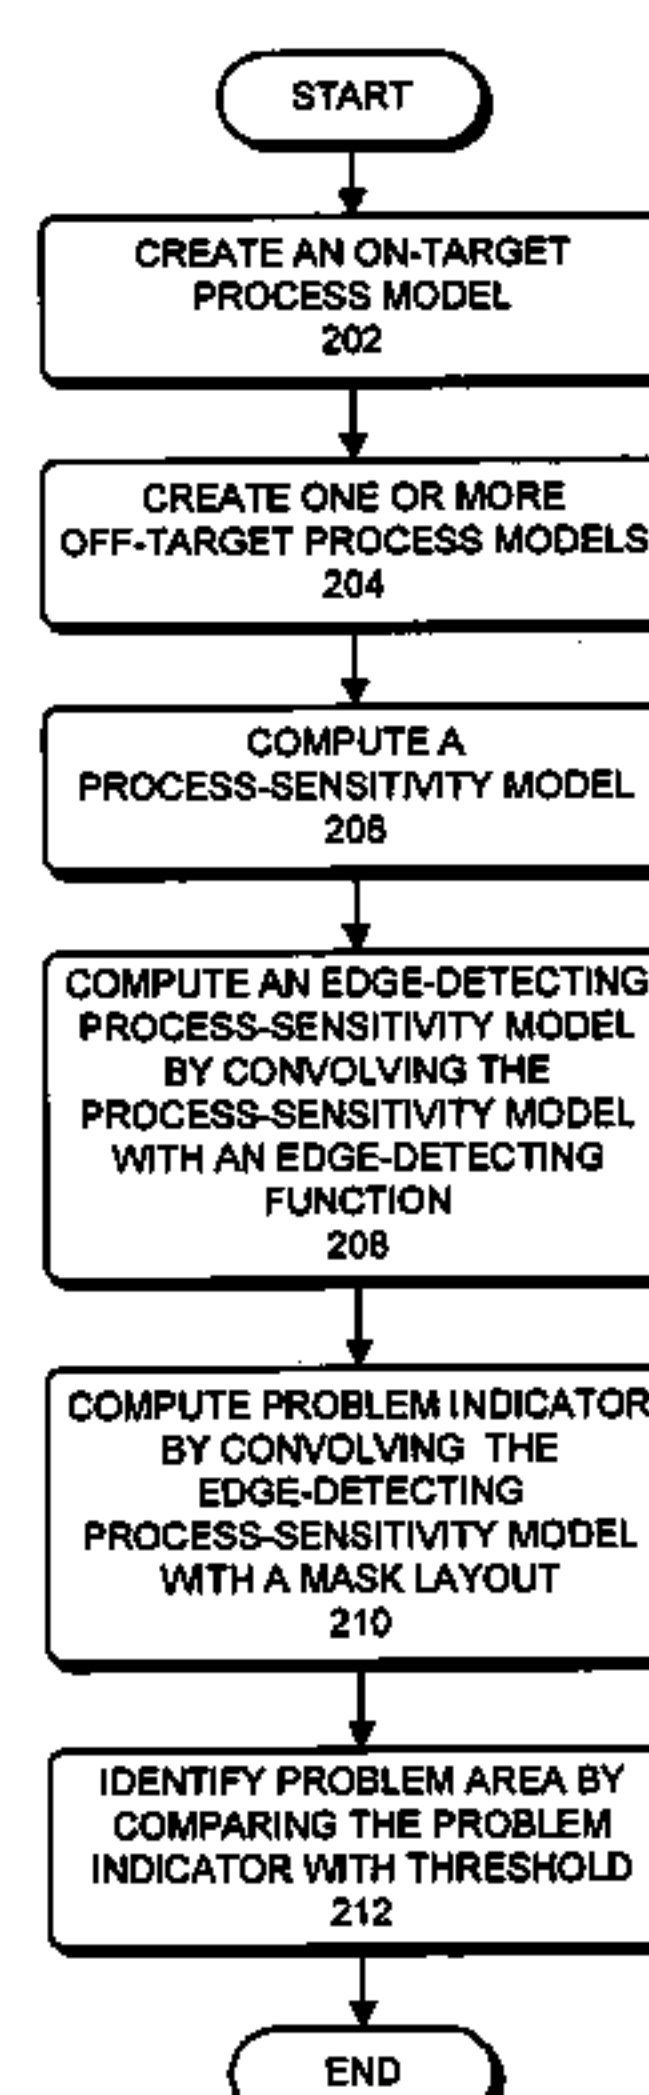 START
CREATE AN ON-TARGET
PROCESS MODEL
202
CREATE ONE OR MORE
OFF-TARGET PROCESS MODELS
204
COMPUTE A
PROCESS-SENSITIVITY MODEL
206
COMPUTE AN EDGE-DETECTING
PROCESS-SENSITIVITY MODEL
BY CONVOLVING THE
PROCESS-SENSITIVITY MODEL
WITH AN EDGE-DETECTING
FUNCTION
208
COMPUTE PROBLEM INDICATOR
BY CONVOLVING THE
EDGE-DETECTING
PROCESS-SENSITIVITY MODEL
WITH A MASK LAYOUT
210
IDENTIFY PROBLEM AREA BY
COMPARING THE PROBLEM
INDICATOR WITH THRESHOLD
212
END